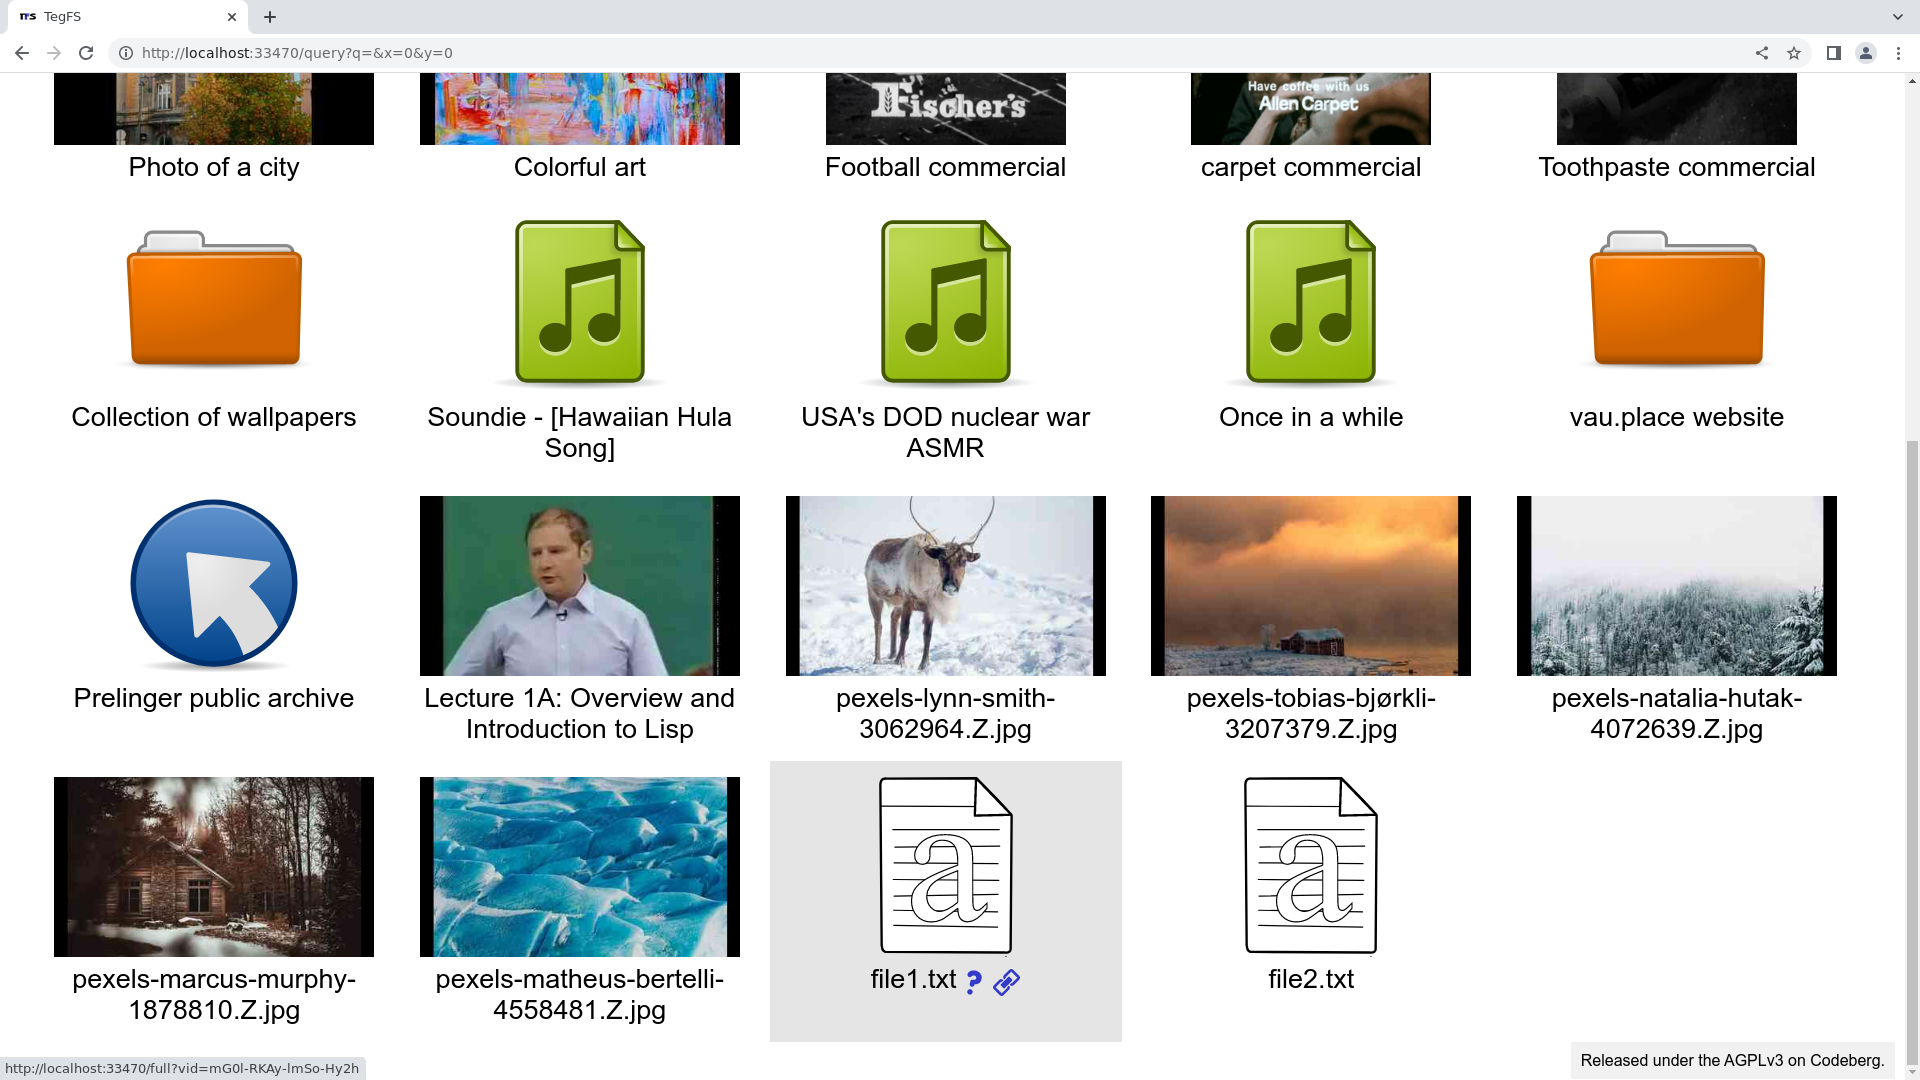 TegFS
http://localhost:33470/query?q=&x=0&y=0
Fischer's
Have coffee with us
Allen Carpet
Photo of a city
Colorful art
Football commercial
carpet commercial
Toothpaste commercial
Collection of wallpapers
Soundie - [Hawaiian Hula
Song]
USA's DOD nuclear war
ASMR
Once in a while
vau.place website
Prelinger public archive
Lecture 1A: Overview and
Introduction to Lisp
pexels-lynn-smith-
3062964.Z.jpg
pexels-tobias-bjørkli-
3207379.Z.jpg
pexels-natalia-hutak-
4072639.Z.jpg
a
a
pexels-marcus-murphy-
1878810.Z.jpg
pexels-matheus-bertelli-
4558481.Z.jpg
file1.txt ?
file2.txt
http://localhost:33470/full?vid=mG0l-RKAy-lmSo-Hy2h
Released under the AGPLv3 on Codeberg.